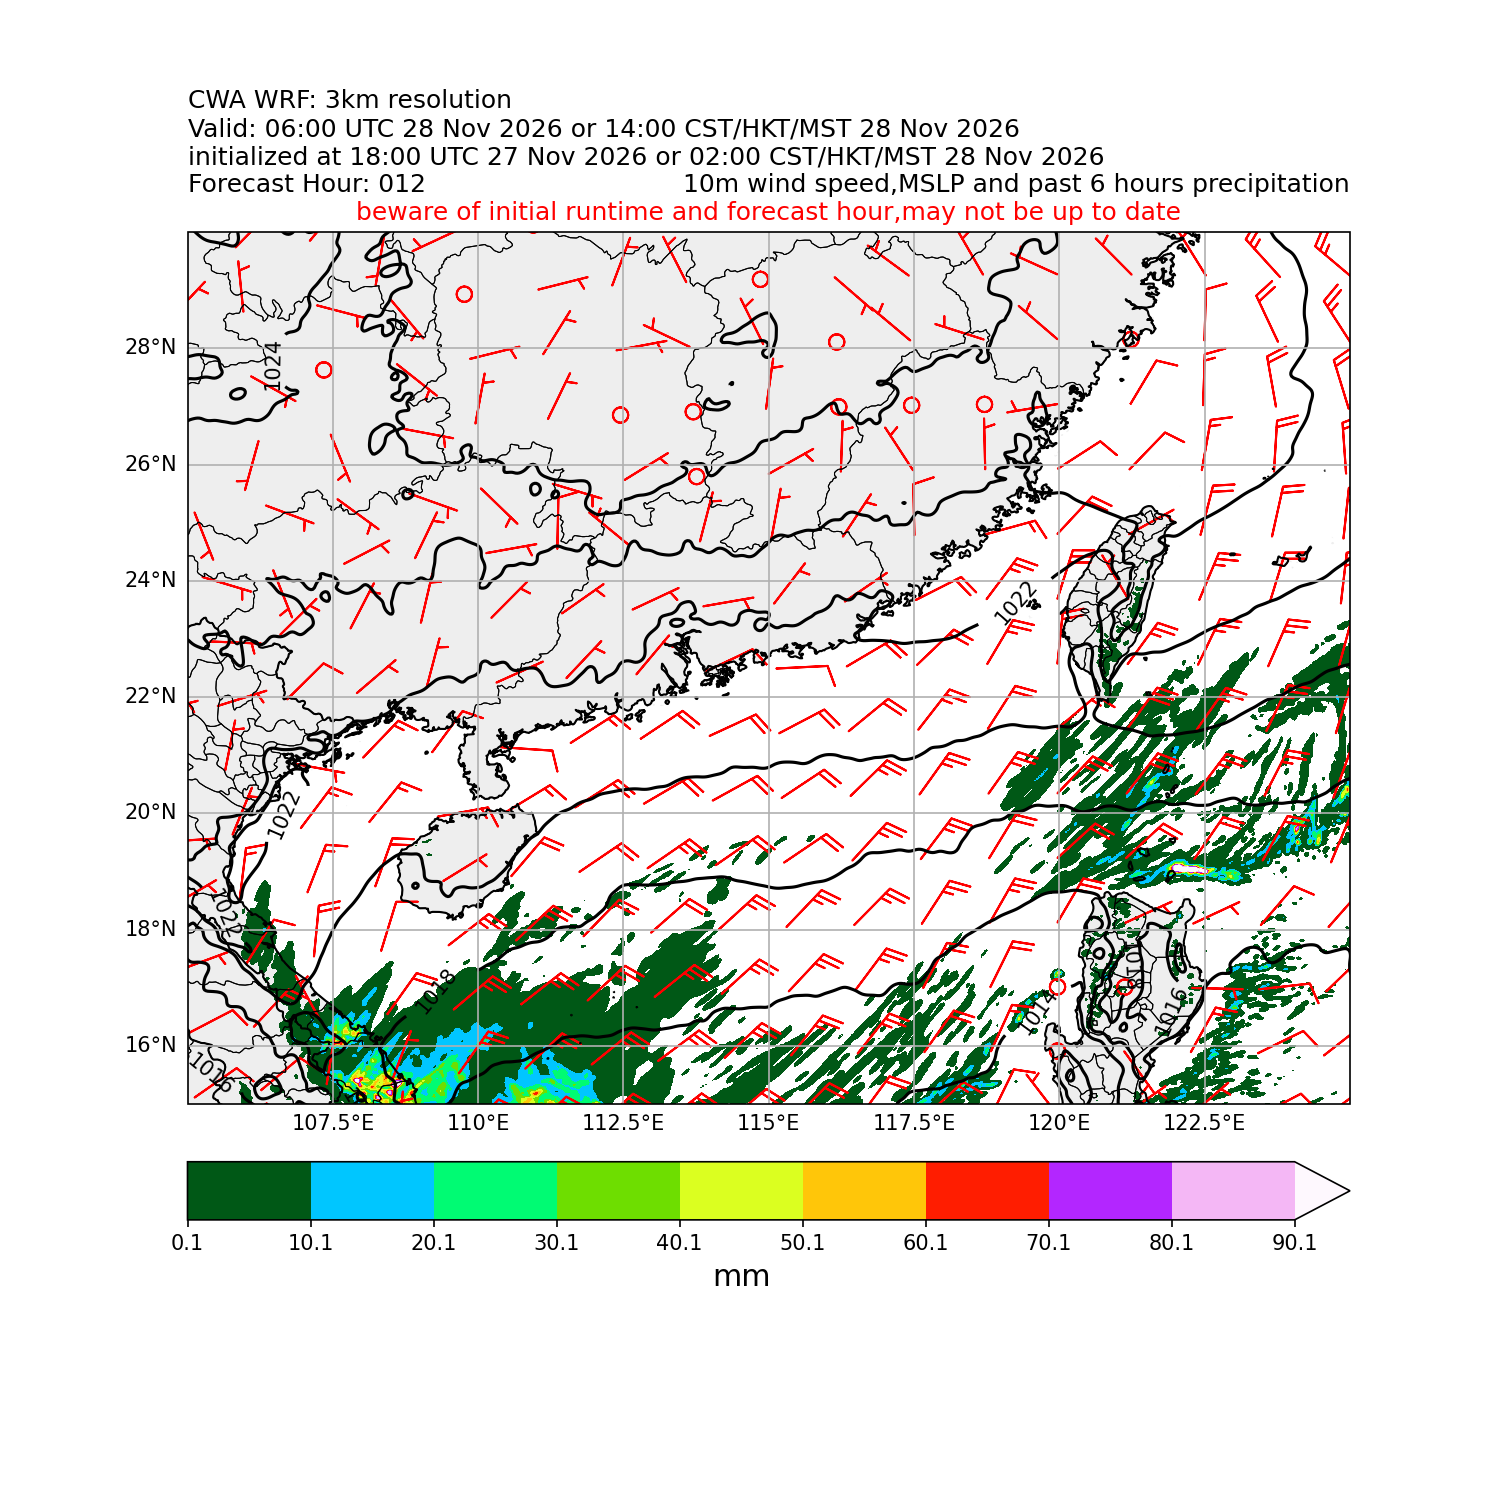 CWA WRF: 3km resolution
Valid: 06:00 UTC 28 Nov 2026 or 14:00 CST/HKT/MST 28 Nov 2026
initialized at 18:00 UTC 27 Nov 2026 or 02:00 CST/HKT/MST 28 Nov 2026
Forecast Hour: 012 10m wind speed,MSLP and past 6 hours precipitation
beware of initial runtime and forecast hour,may not be up to date
28°N
1024
26°N
24°N
1022
22°N
20°N
1022
1022
18°N
1018
1018
1014
1016
16°N
1016
107.5°E 110°E 112.5°E 115°E 117.5°E 120°E 122.5°E
0.1 10.1 20.1 30.1 40.1 50.1 60.1 70.1 80.1 90.1
mm